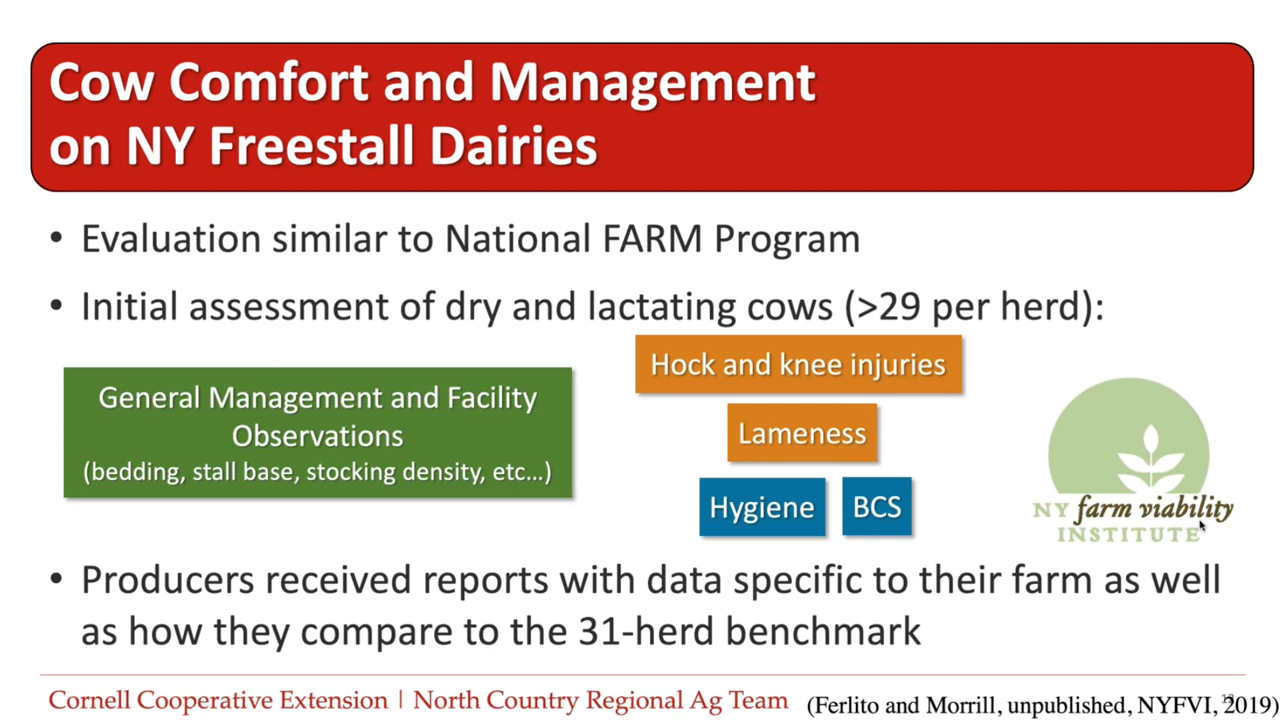 Cow Comfort and Management
on NY Freestall Dairies
• Evaluation similar to National FARM Program
• Initial assessment of dry and lactating cows (>29 per herd):
General Management and Facility
Observations
(bedding, stall base, stocking density, etc…)
Hock and knee injuries
Lameness
Hygiene
BCS
NY farm viability
INSTITUTE
• Producers received reports with data specific to their farm as well
as how they compare to the 31-herd benchmark
Cornell Cooperative Extension | North Country Regional Ag Team
(Ferlito and Morrill, unpublished, NYFVI, 2019)